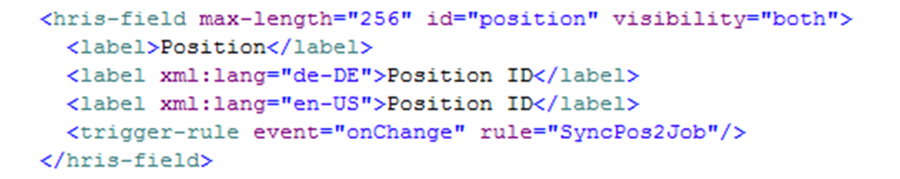 <hris-field max-length="256" id="position" visibility="both">
<label>Position</label>
<label xml:lang="de-DE">Position ID</label>
<label xml:lang="en-US">Position ID</label>
<trigger-rule event="onChange" rule="SyncPos2Job"/>
</hris-field>